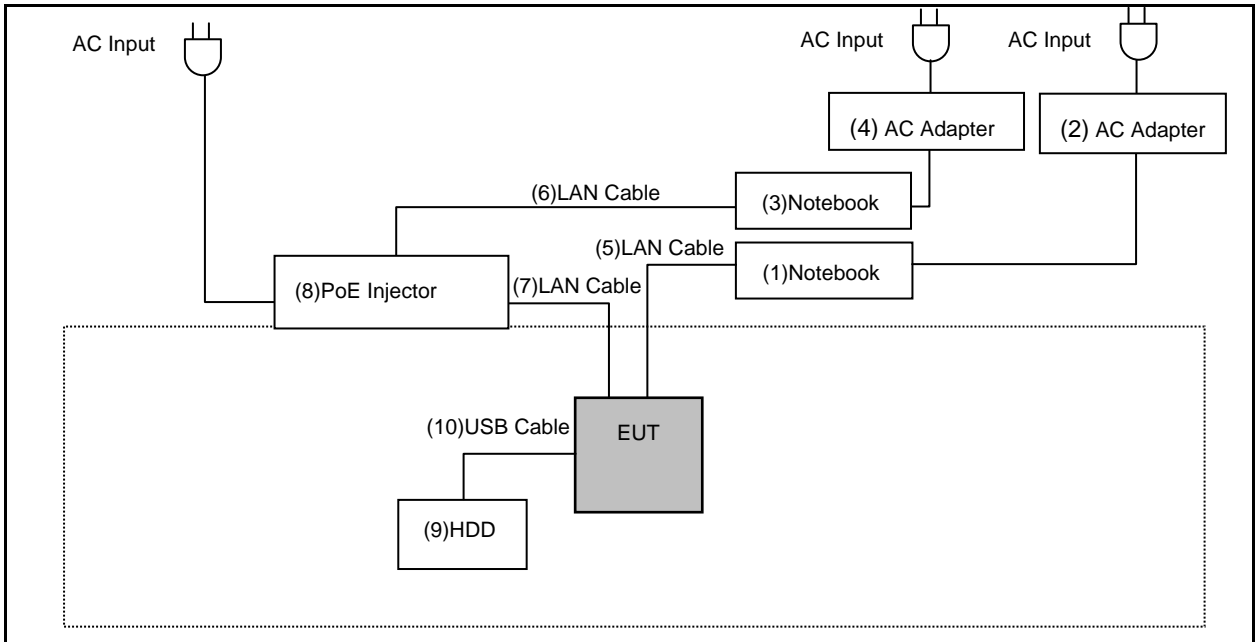 AC Input
AC Input
AC Input
(4) AC Adapter
(2) AC Adapter
(6)LAN Cable
(3)Notebook
(5)LAN Cable
(1)Notebook
(8)PoE Injector
(7)LAN Cable
(10)USB Cable
EUT
(9)HDD